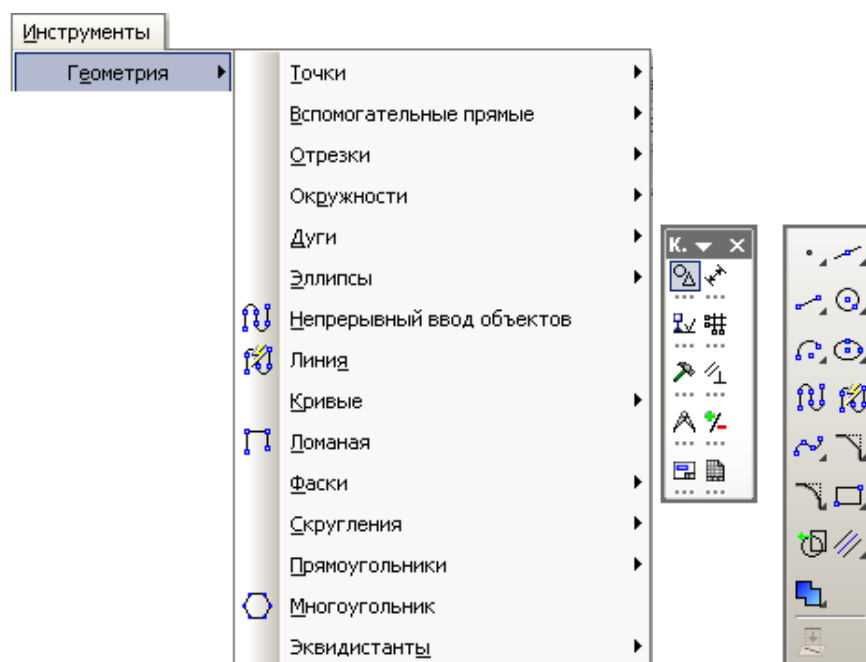 Инструменты
Геометрия
Точки
Вспомогательные прямые
Отрезки
Окружности
Дуги
Эллипсы
Непрерывный ввод объектов
Линия
Кривые
Ломаная
Фаски
Скругления
Прямоугольники
Многоугольник
Эквидистанты
К.